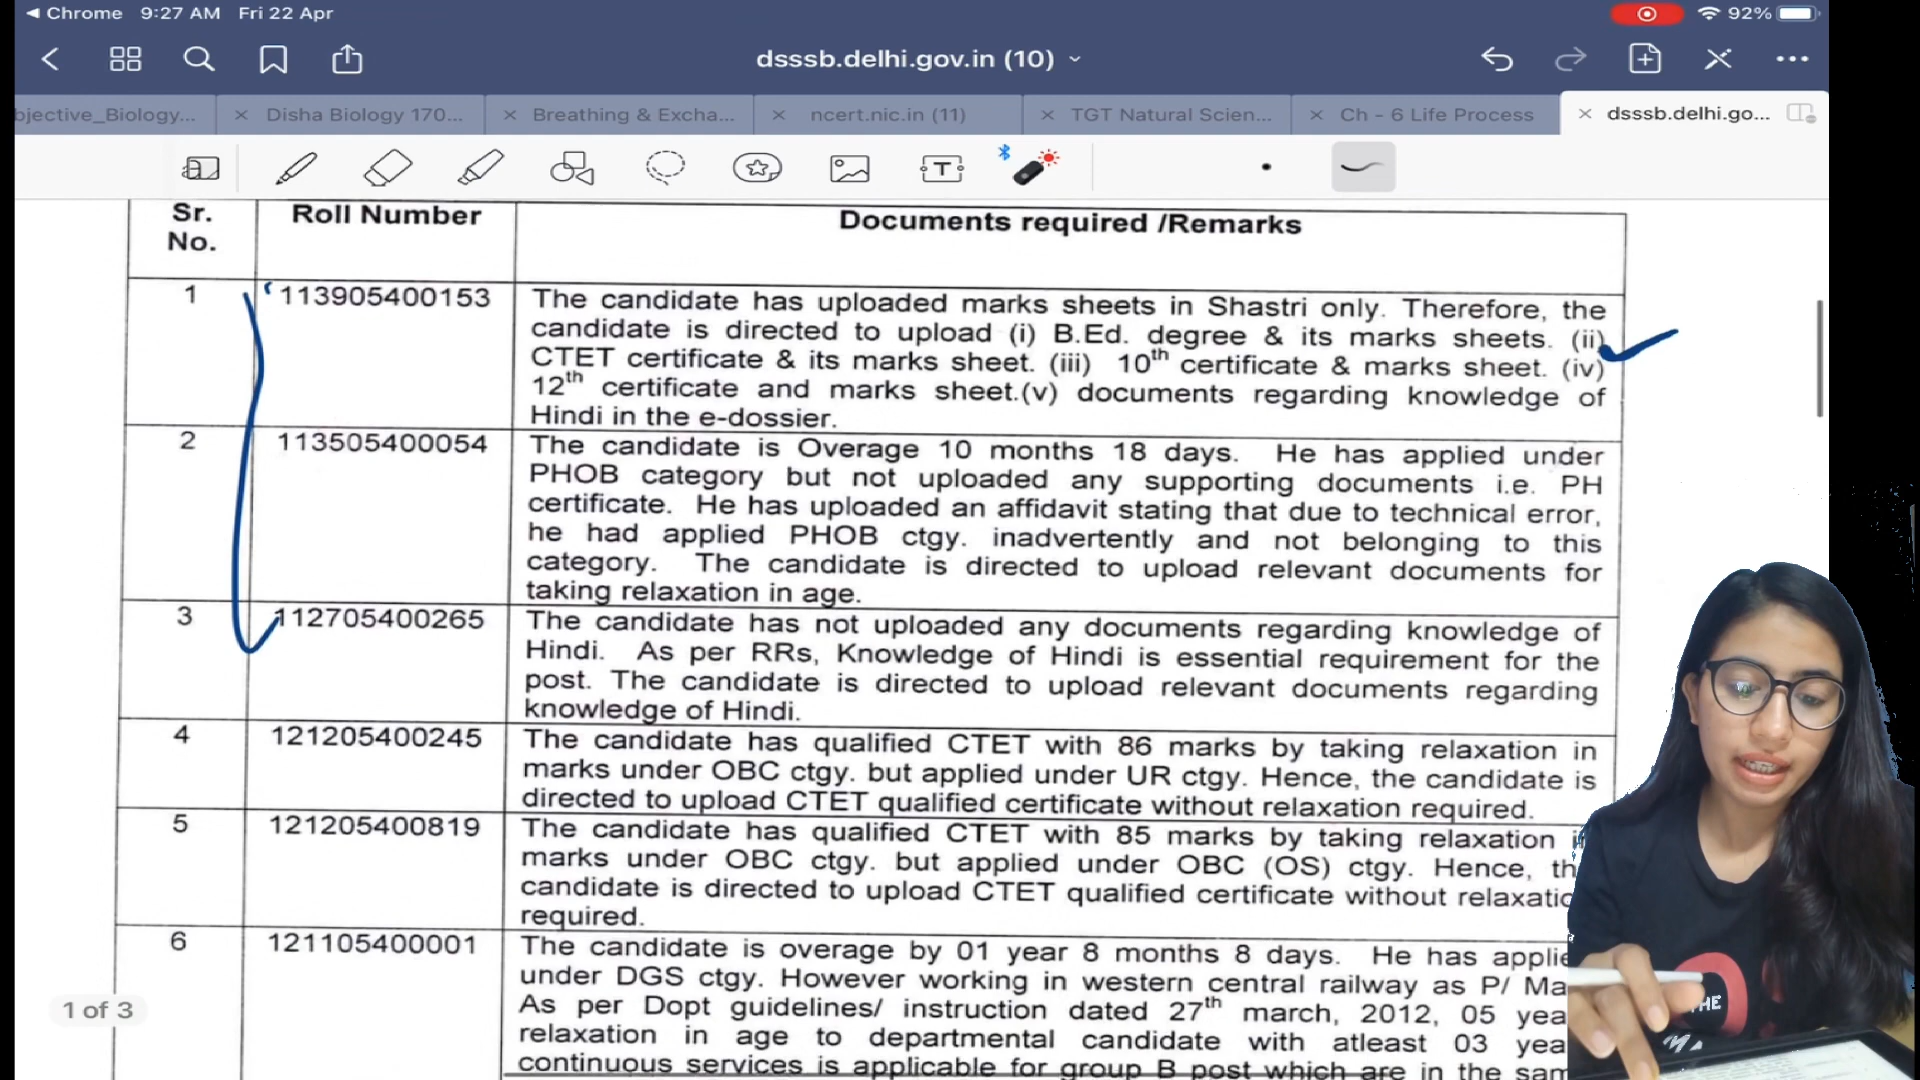 Chrome 9:27 AM Fri 22 Apr 92%
dsssb.delhi.gov.in (10)
bjective_Biology... Disha Biology 170... Breathing & Excha... ncert.nic.in (11) TGT Natural Scien... Ch - 6 Life Process dsssb.delhi.go...
Sr. No. Roll Number Documents required /Remarks
1 113905400153 The candidate has uploaded marks sheets in Shastri only. Therefore, the
candidate is directed to upload (i) B.Ed. degree & its marks sheets. (ii)
CTET certificate & its marks sheet. (iii) 10th certificate & marks sheet. (iv)
12th certificate and marks sheet.(v) documents regarding knowledge of
Hindi in the e-dossier.
2 113505400054 The candidate is Overage 10 months 18 days. He has applied under
PHOB category but not uploaded any supporting documents i.e. PH
certificate. He has uploaded an affidavit stating that due to technical error,
he had applied PHOB ctgy. inadvertently and not belonging to this
category. The candidate is directed to upload relevant documents for
taking relaxation in age.
3 112705400265 The candidate has not uploaded any documents regarding knowledge of
Hindi. As per RRs, Knowledge of Hindi is essential requirement for the
post. The candidate is directed to upload relevant documents regarding
knowledge of Hindi.
4 121205400245 The candidate has qualified CTET with 86 marks by taking relaxation in
marks under OBC ctgy. but applied under UR ctgy. Hence, the candidate is
directed to upload CTET qualified certificate without relaxation required.
5 121205400819 The candidate has qualified CTET with 85 marks by taking relaxation
marks under OBC ctgy. but applied under OBC (OS) ctgy. Hence, th
candidate is directed to upload CTET qualified certificate without relaxatio
required.
6 121105400001 The candidate is overage by 01 year 8 months 8 days. He has applie
under DGS ctgy. However working in western central railway as P/ Ma
As per Dopt guidelines/ instruction dated 27th march, 2012, 05 yea
relaxation in age to departmental candidate with atleast 03 yea
continuous services is applicable for group B post which are in the sam
1 of 3
THE